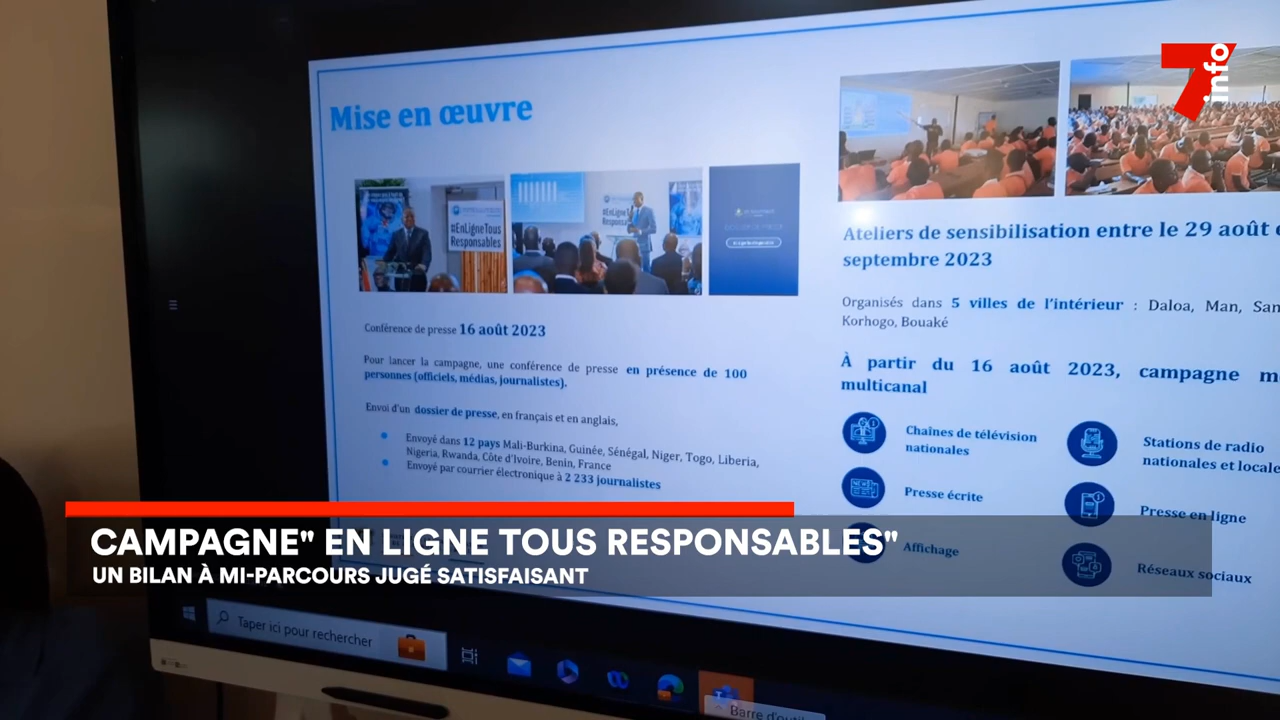 7info
Mise en œuvre
#EnLigneTous
Responsables
Conférence de presse 16 août 2023
Pour lancer la campagne, une conférence de presse en présence de 100
personnes (officiels, médias, journalistes).
Envoi d'un dossier de presse, en français et en anglais,
Envoyé dans 12 pays Mali-Burkina, Guinée, Sénégal, Niger, Togo, Liberia,
Nigeria, Rwanda, Côte d'Ivoire, Benin, France
Envoyé par courrier électronique à 2 233 journalistes
Ateliers de sensibilisation entre le 29 août
septembre 2023
Organisés dans 5 villes de l'intérieur : Daloa, Man, San
Korhogo, Bouaké
À partir du 16 août 2023, campagne
multicanal
Chaînes de télévision
nationales
Stations de radio
nationales et locale
Presse écrite
Presse en ligne
Affichage
Réseaux sociaux
CAMPAGNE" EN LIGNE TOUS RESPONSABLES"
UN BILAN À MI-PARCOURS JUGÉ SATISFAISANT
Taper ici pour rechercher
Barre d'outil